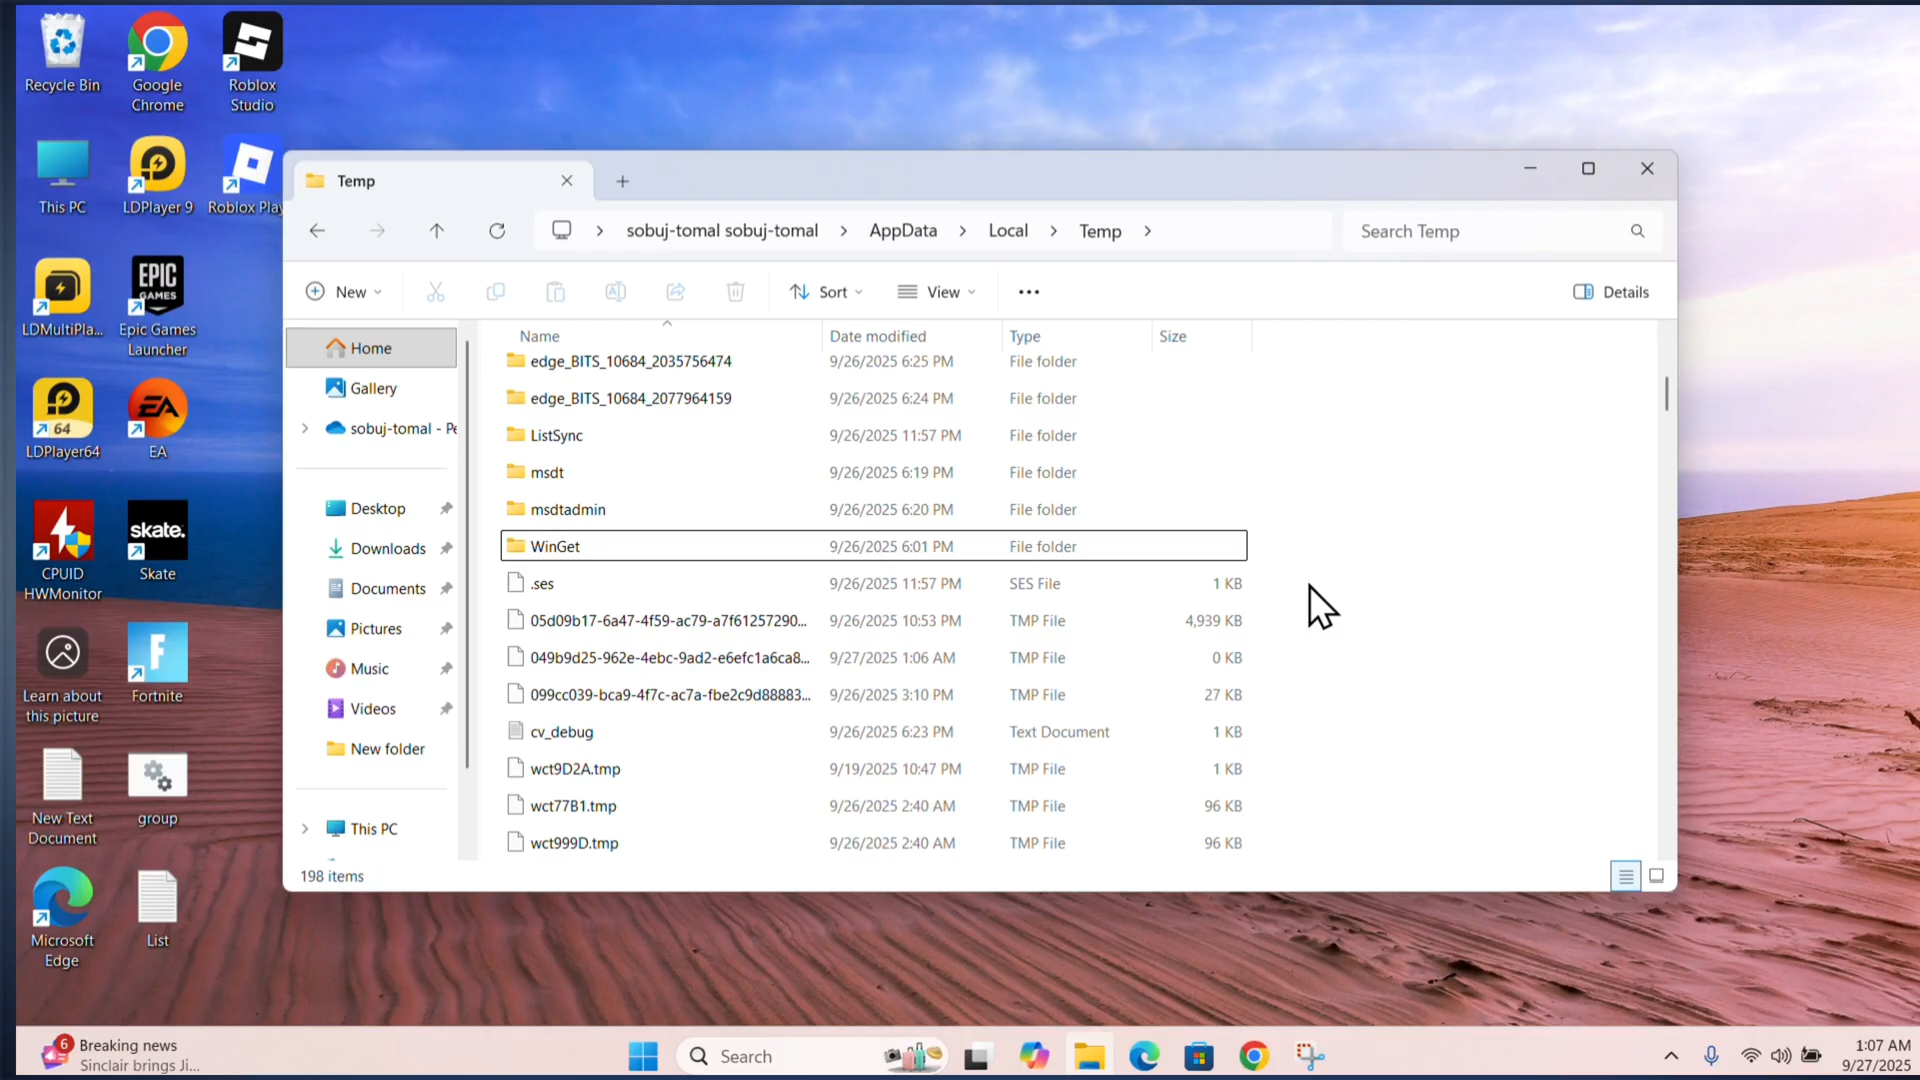 Recycle Bin
Google
Chrome
Roblox
Studio
This PC
LDPlayer 9
Roblox Pla
LDMultiPla...
EPIC
GAMES
Epic Games
Launcher
64
LDPlayer64
EA
EA
CPUID
HWMonitor
skate.
Skate
Learn about
this picture
F
Fortnite
New Text
Document
group
Microsoft
Edge
List
Temp
sobuj-tomal sobuj-tomal
AppData
Local
Temp
Search Temp
New
Sort
View
Details
Home
Gallery
sobuj-tomal - Pe
Desktop
Downloads
Documents
Pictures
Music
Videos
New folder
This PC
Name Date modified Type Size
edge_BITS_10684_2035756474 9/26/2025 6:25 PM File folder
edge_BITS_10684_2077964159 9/26/2025 6:24 PM File folder
ListSync 9/26/2025 11:57 PM File folder
msdt 9/26/2025 6:19 PM File folder
msdtadmin 9/26/2025 6:20 PM File folder
WinGet 9/26/2025 6:01 PM File folder
.ses 9/26/2025 11:57 PM SES File 1 KB
05d09b17-6a47-4f59-ac79-a7f61257290... 9/26/2025 10:53 PM TMP File 4,939 KB
049b9d25-962e-4ebc-9ad2-e6efc1a6ca8... 9/27/2025 1:06 AM TMP File 0 KB
099cc039-bca9-4f7c-ac7a-fbe2c9d88883... 9/26/2025 3:10 PM TMP File 27 KB
cv_debug 9/26/2025 6:23 PM Text Document 1 KB
wct9D2A.tmp 9/19/2025 10:47 PM TMP File 1 KB
wct77B1.tmp 9/26/2025 2:40 AM TMP File 96 KB
wct999D.tmp 9/26/2025 2:40 AM TMP File 96 KB
198 items
6
Breaking news
Sinclair brings Ji...
Search
1:07 AM
9/27/2025